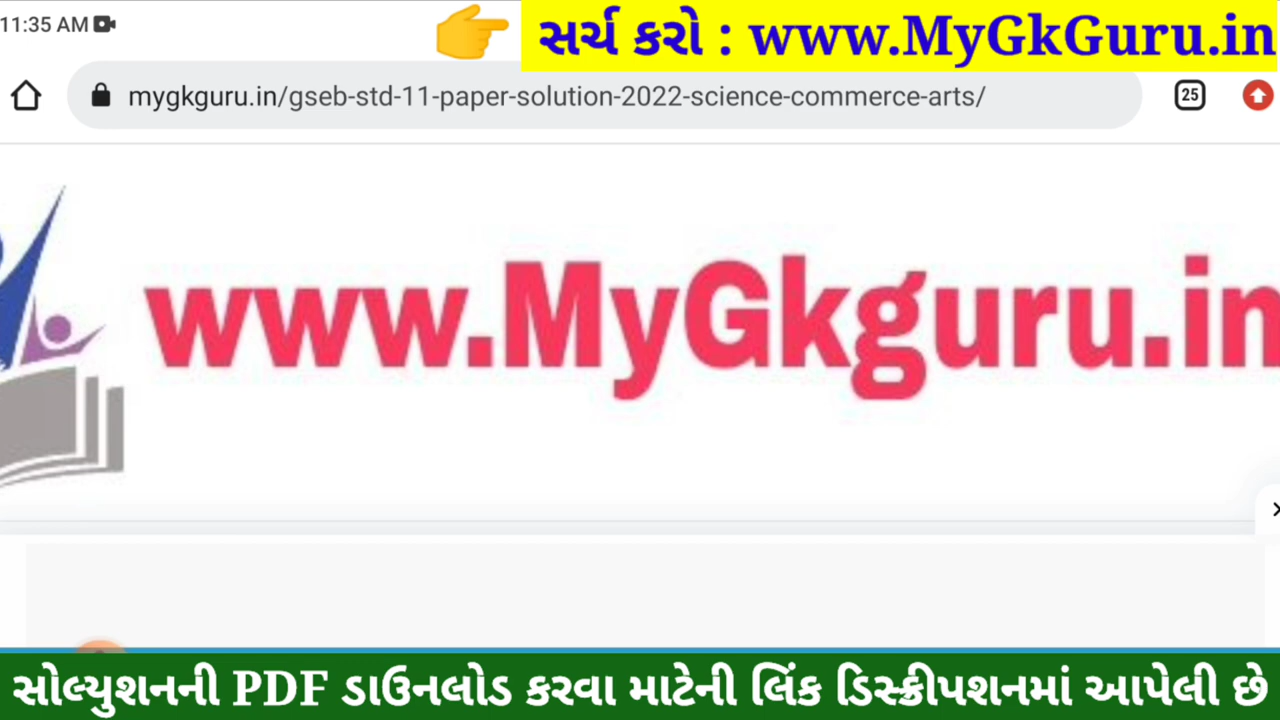 11:35 AM
સર્ચ કરો : www.MyGkGuru.in
mygkguru.in/gseb-std-11-paper-solution-2022-science-commerce-arts/
25
www.MyGkguru.in
સોલ્યુશનની PDF ડાઉનલોડ કરવા માટેની લિંક ડિસ્ક્રીપશનમાં આપેલી છે